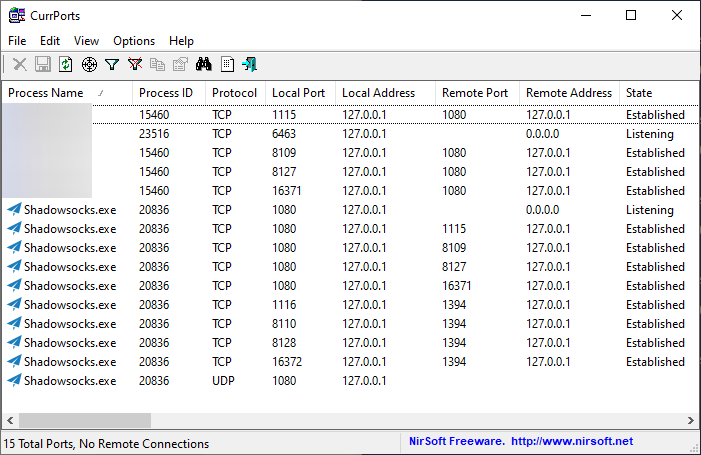 CurrPorts
File Edit View Options Help
Process Name Process ID Protocol Local Port Local Address Remote Port Remote Address State
15460 TCP 1115 127.0.0.1 1080 127.0.0.1 Established
23516 TCP 6463 127.0.0.1 0.0.0.0 Listening
15460 TCP 8109 127.0.0.1 1080 127.0.0.1 Established
15460 TCP 8127 127.0.0.1 1080 127.0.0.1 Established
15460 TCP 16371 127.0.0.1 1080 127.0.0.1 Established
Shadowsocks.exe 20836 TCP 1080 127.0.0.1 0.0.0.0 Listening
Shadowsocks.exe 20836 TCP 1080 127.0.0.1 1115 127.0.0.1 Established
Shadowsocks.exe 20836 TCP 1080 127.0.0.1 8109 127.0.0.1 Established
Shadowsocks.exe 20836 TCP 1080 127.0.0.1 8127 127.0.0.1 Established
Shadowsocks.exe 20836 TCP 1080 127.0.0.1 16371 127.0.0.1 Established
Shadowsocks.exe 20836 TCP 1116 127.0.0.1 1394 127.0.0.1 Established
Shadowsocks.exe 20836 TCP 8110 127.0.0.1 1394 127.0.0.1 Established
Shadowsocks.exe 20836 TCP 8128 127.0.0.1 1394 127.0.0.1 Established
Shadowsocks.exe 20836 TCP 16372 127.0.0.1 1394 127.0.0.1 Established
Shadowsocks.exe 20836 UDP 1080 127.0.0.1
15 Total Ports, No Remote Connections NirSoft Freeware. http://www.nirsoft.net